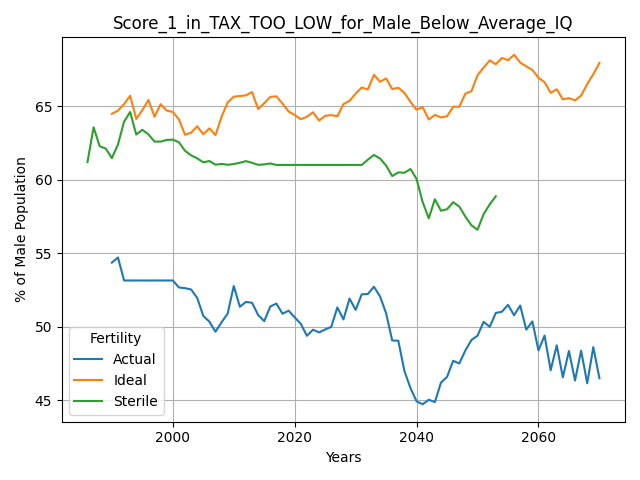 Score_1_in_TAX_TOO_LOW_for_Male_Below_Average_IQ
% of Male Population
65
60
55
50
45
Fertility
Actual
Ideal
Sterile
2000 2020 2040 2060
Years